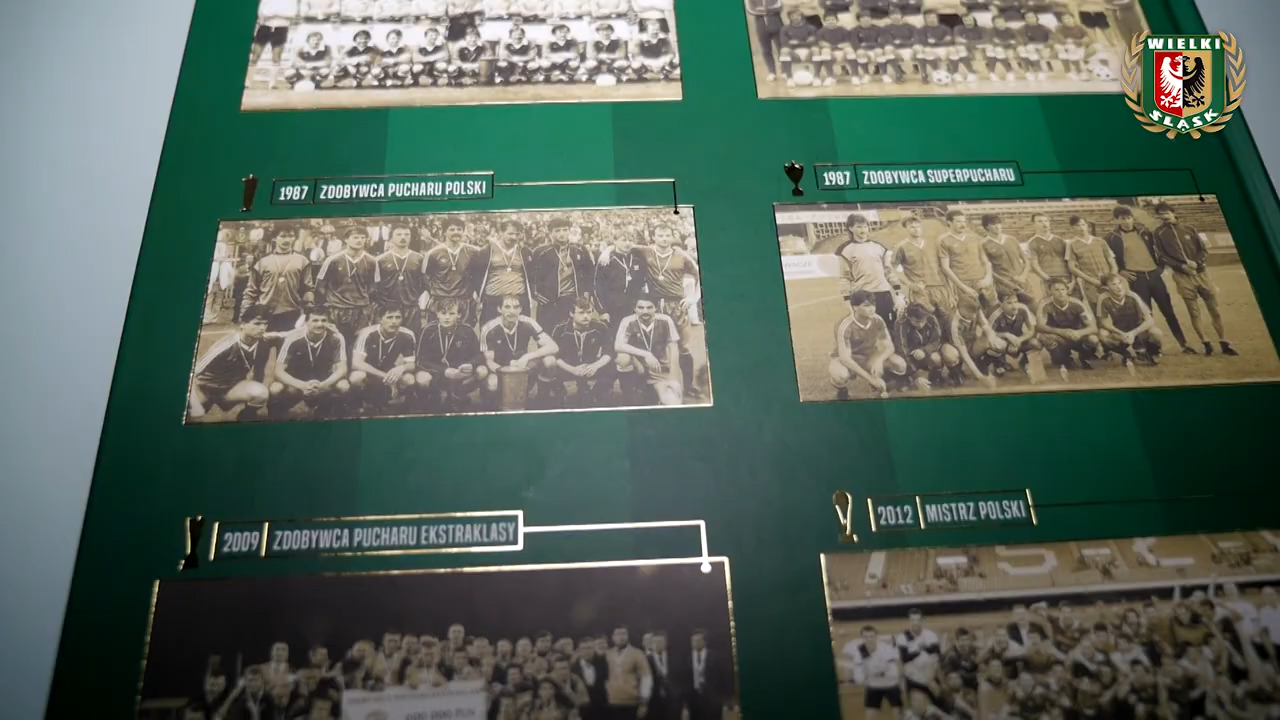 WIELKI
ŚLĄSK
1987 ZDOBYWCA PUCHARU POLSKI
1987 ZDOBYWCA SUPERPUCHARU
2009 ZDOBYWCA PUCHARU EKSTRAKLASY
2012 MISTRZ POLSKI